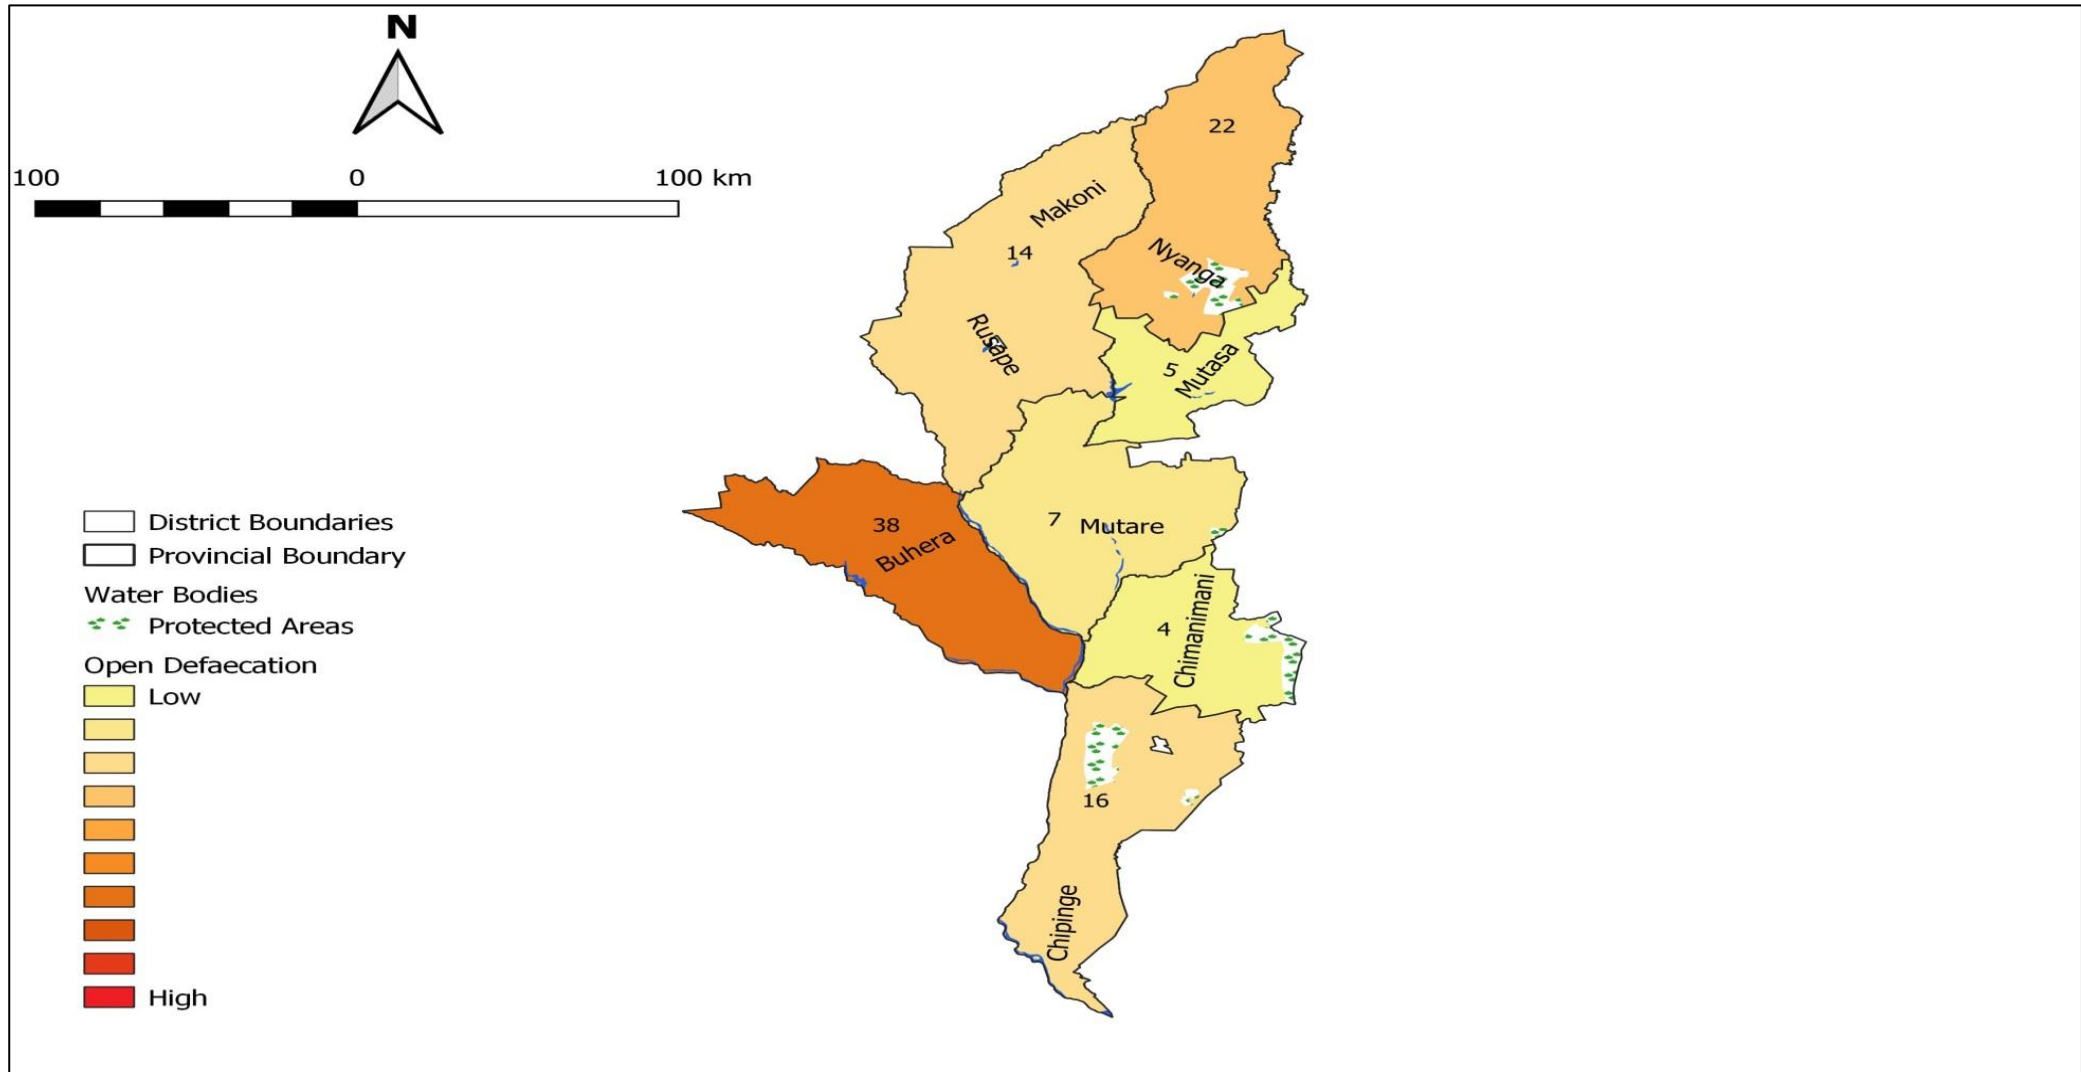 N
100 0 100 km
22
Makoni
14
Nyanga
Rusape
5
Mutasa
38
Buhera
7
Mutare
4
Chimanimani
16
Chipinge
District Boundaries
Provincial Boundary
Water Bodies
Protected Areas
Open Defaecation
Low
High